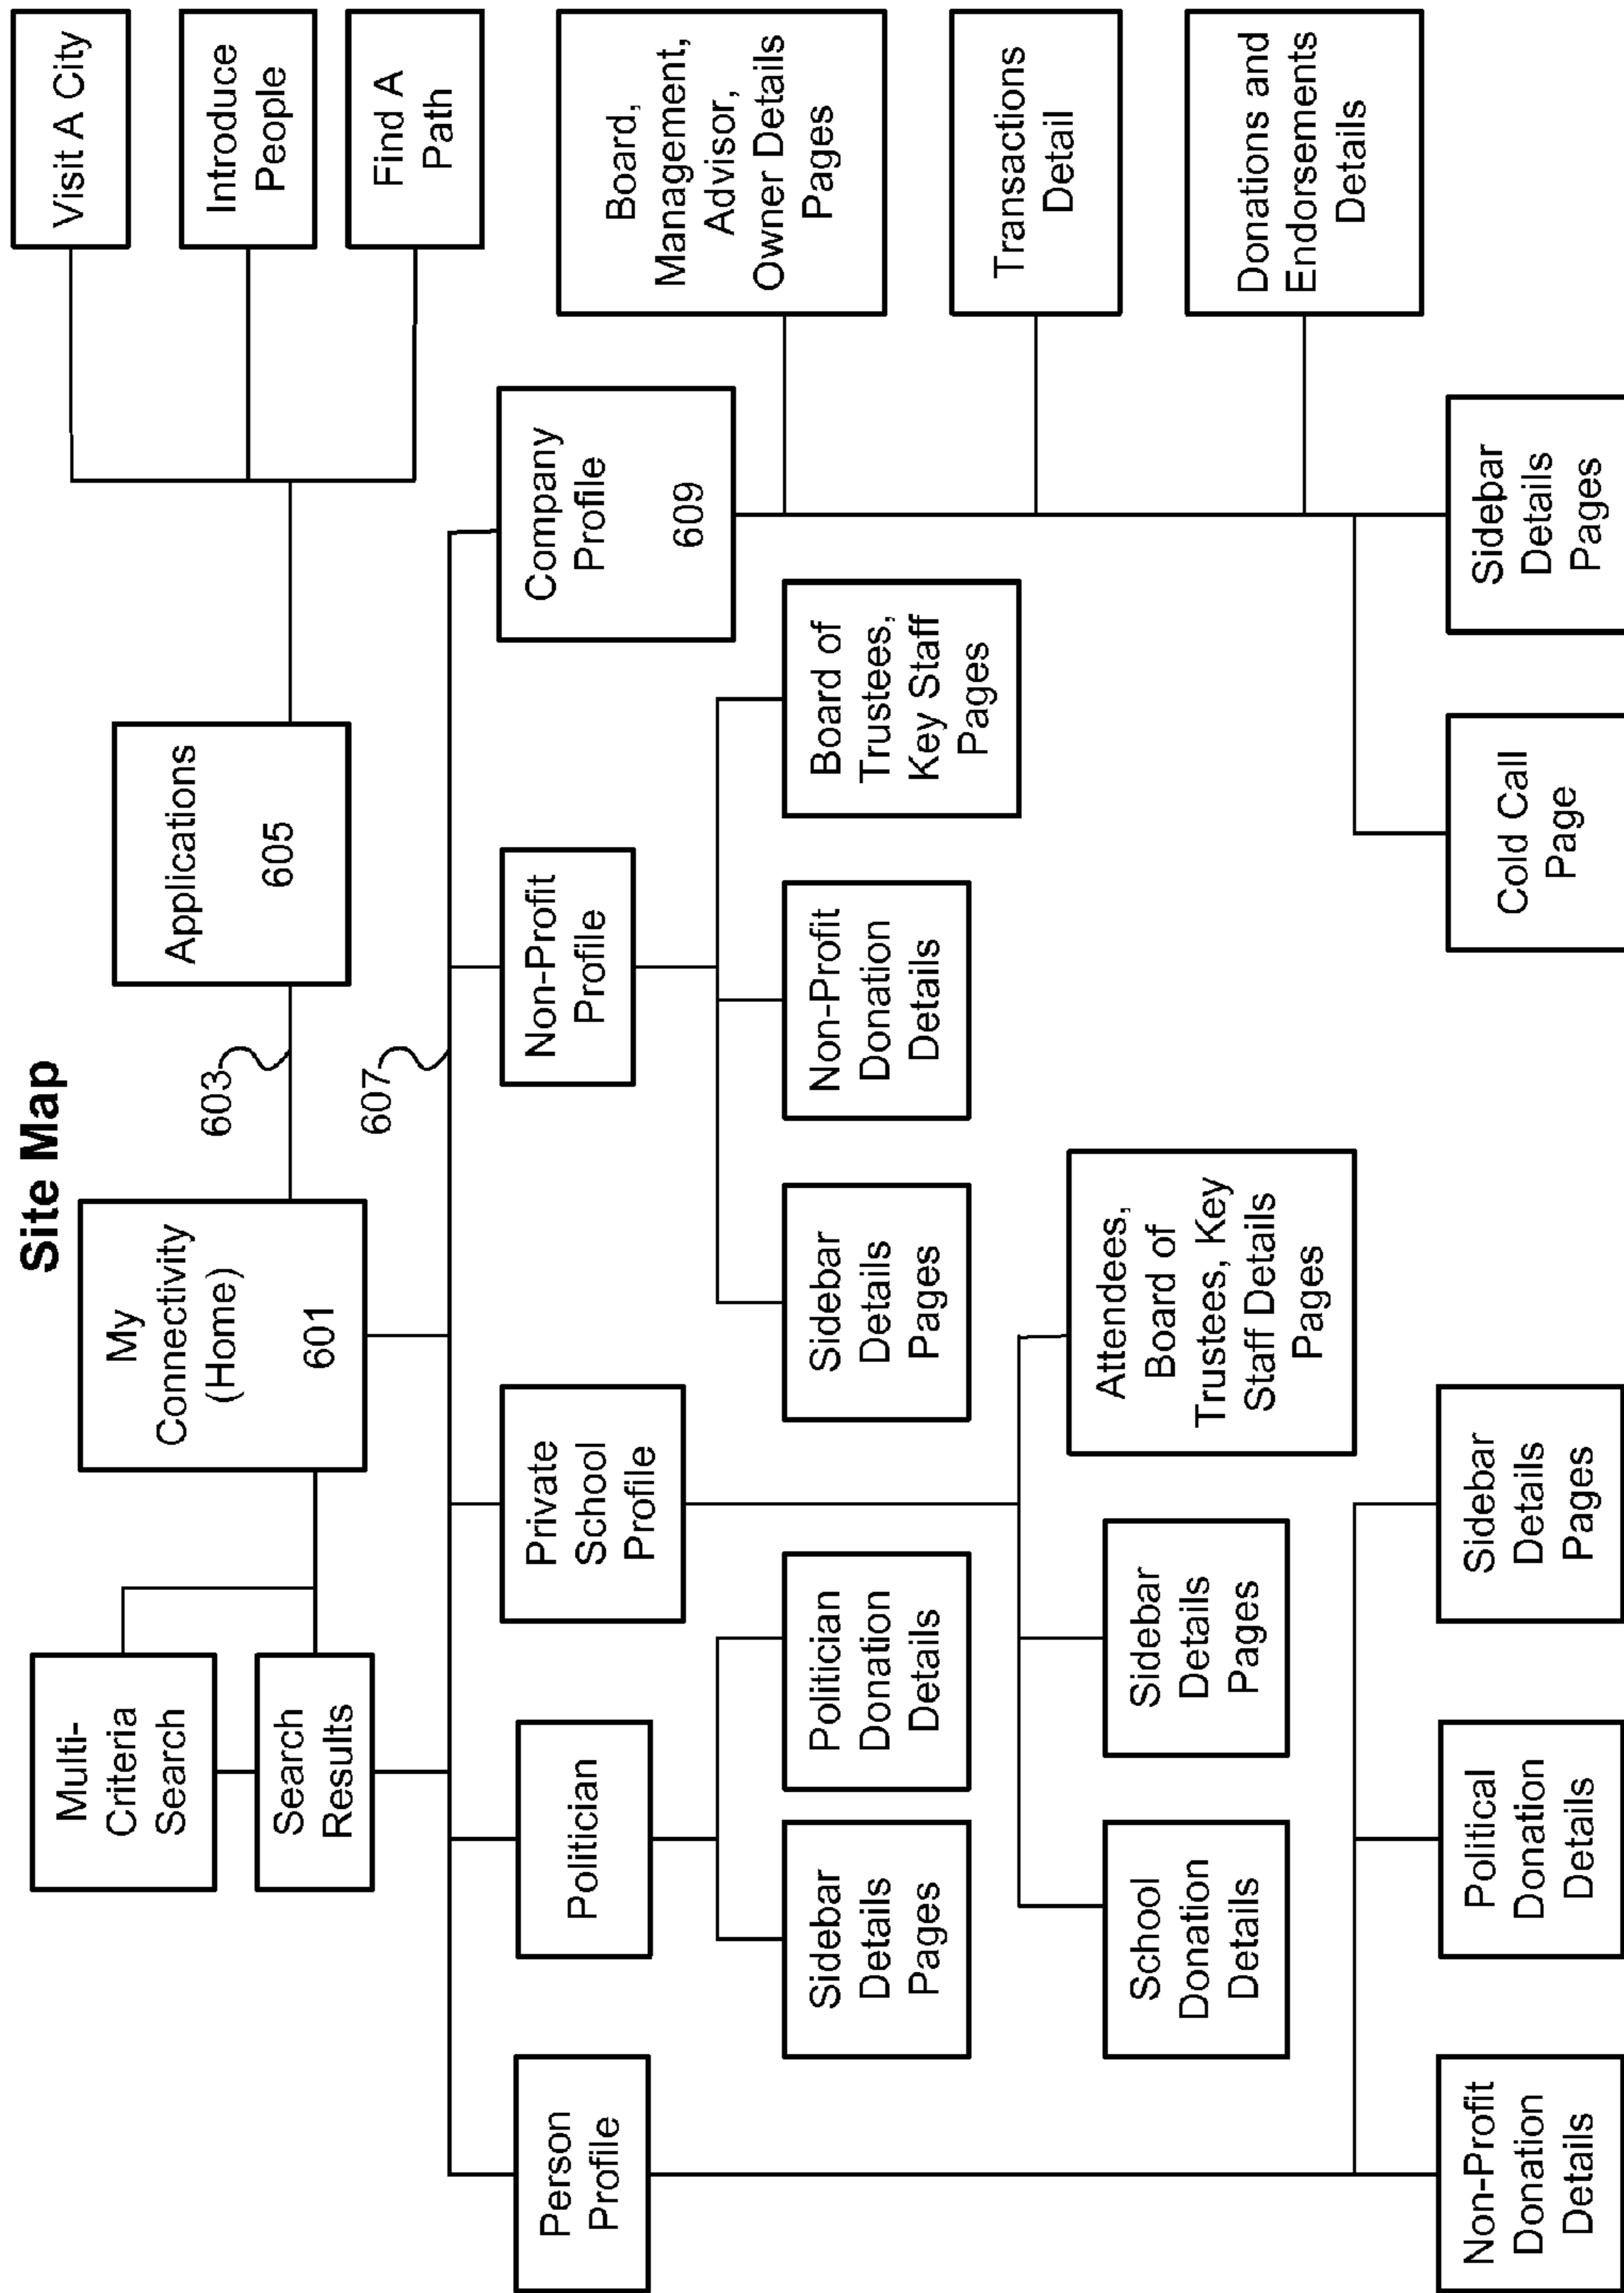 Site Map
Multi-
Criteria
Search
Search
Results
My
Connectivity
(Home)
601
603
Applications
605
Visit A City
Introduce
People
Find A
Path
607
Person
Profile
Politician
Private
School
Profile
Non-Profit
Profile
Company
Profile
609
Sidebar
Details
Pages
Politician
Donation
Details
Sidebar
Details
Pages
Non-Profit
Donation
Details
Board of
Trustees,
Key Staff
Pages
Board,
Management,
Advisor,
Owner Details
Pages
Transactions
Detail
School
Donation
Details
Sidebar
Details
Pages
Attendees,
Board of
Trustees, Key
Staff Details
Pages
Donations and
Endorsements
Details
Non-Profit
Donation
Details
Political
Donation
Details
Sidebar
Details
Pages
Cold Call
Page
Sidebar
Details
Pages